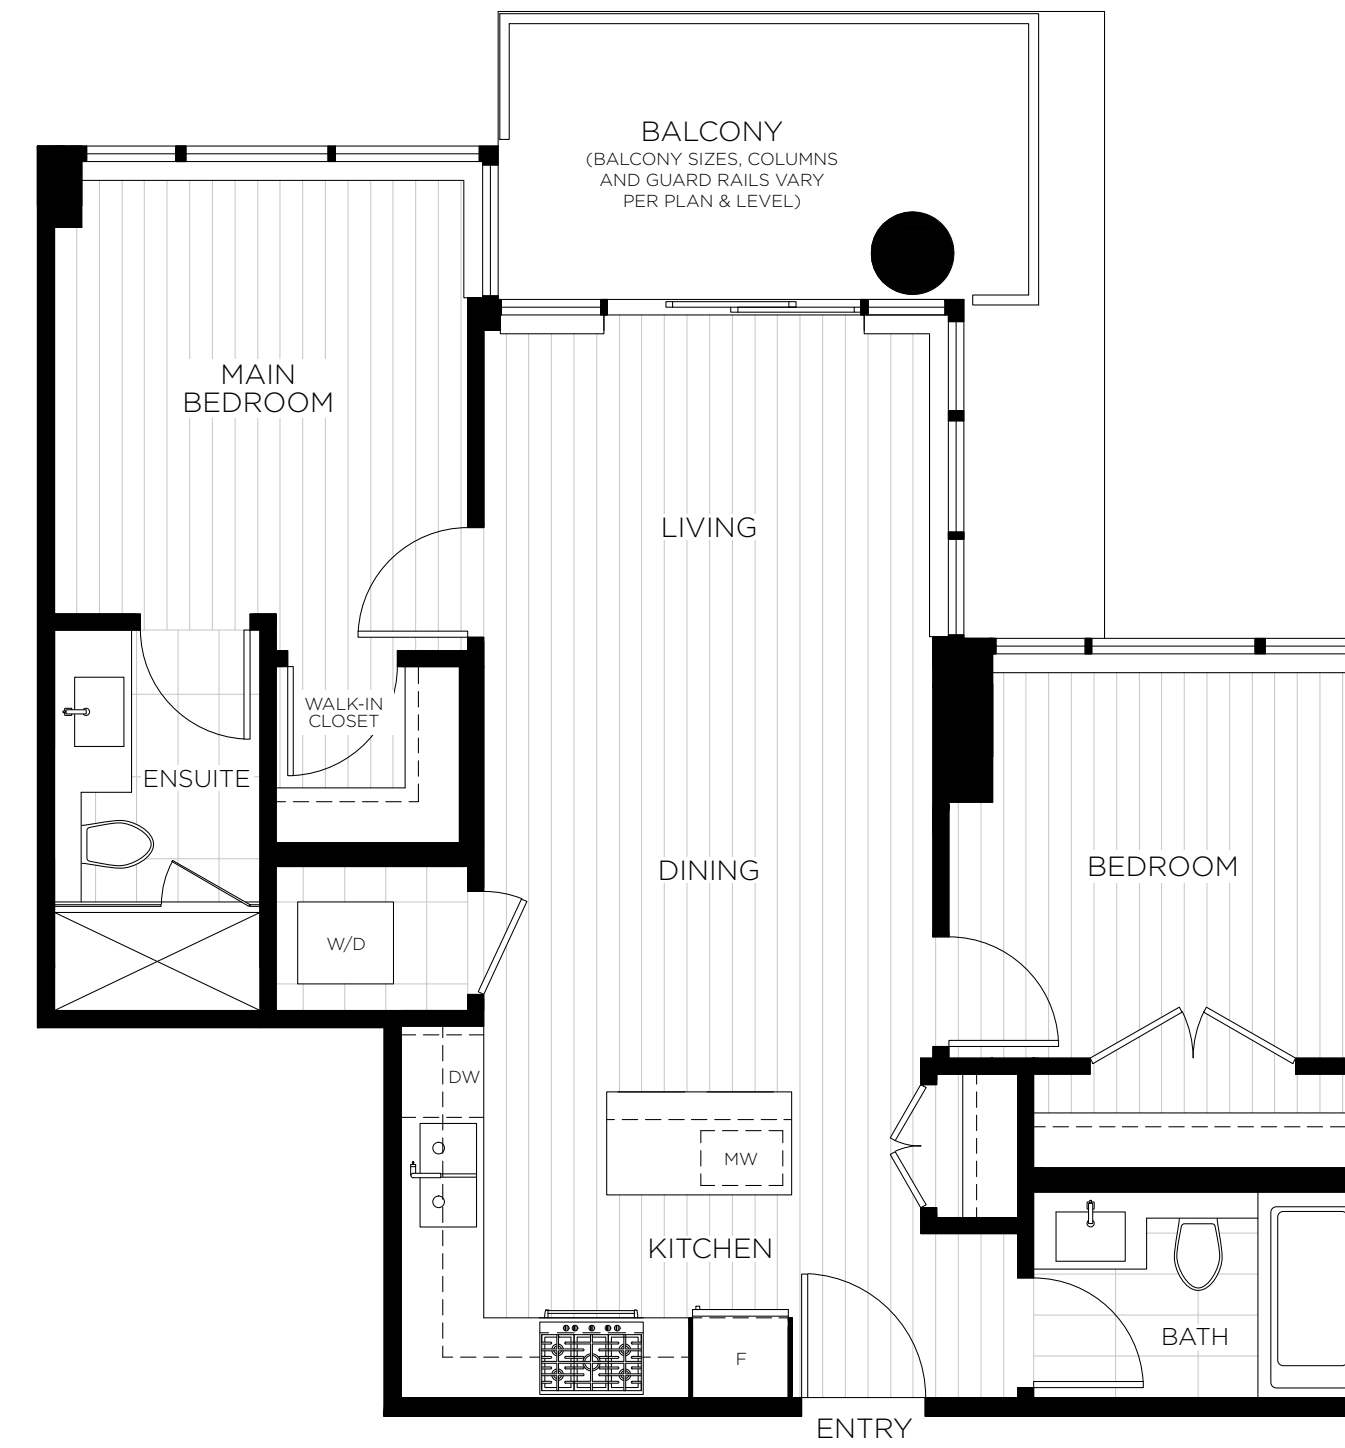 BALCONY
(BALCONY SIZES, COLUMNS
AND GUARD RAILS VARY
PER PLAN & LEVEL)
MAIN
BEDROOM
LIVING
WALK-IN
CLOSET
ENSUITE
DINING
BEDROOM
W/D
DW
MW
KITCHEN
BATH
F
ENTRY